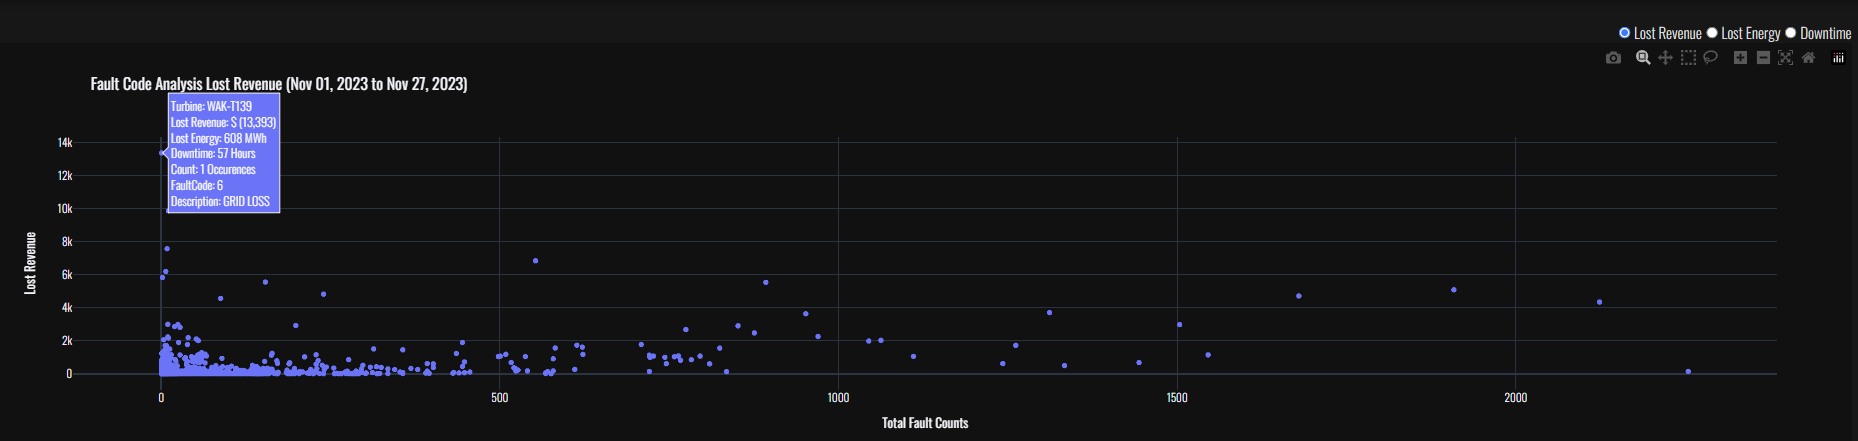 Lost Revenue Lost Energy Downtime
Fault Code Analysis Lost Revenue (Nov 01, 2023 to Nov 27, 2023)
Turbine: WAK-T139
Lost Revenue: $ (13,393)
Lost Energy: 608 MWh
Downtime: 57 Hours
Count: 1 Occurences
FaultCode: 6
Description: GRID LOSS
14k
12k
10k
8k
6k
4k
2k
0
Lost Revenue
0 500 1000 1500 2000
Total Fault Counts